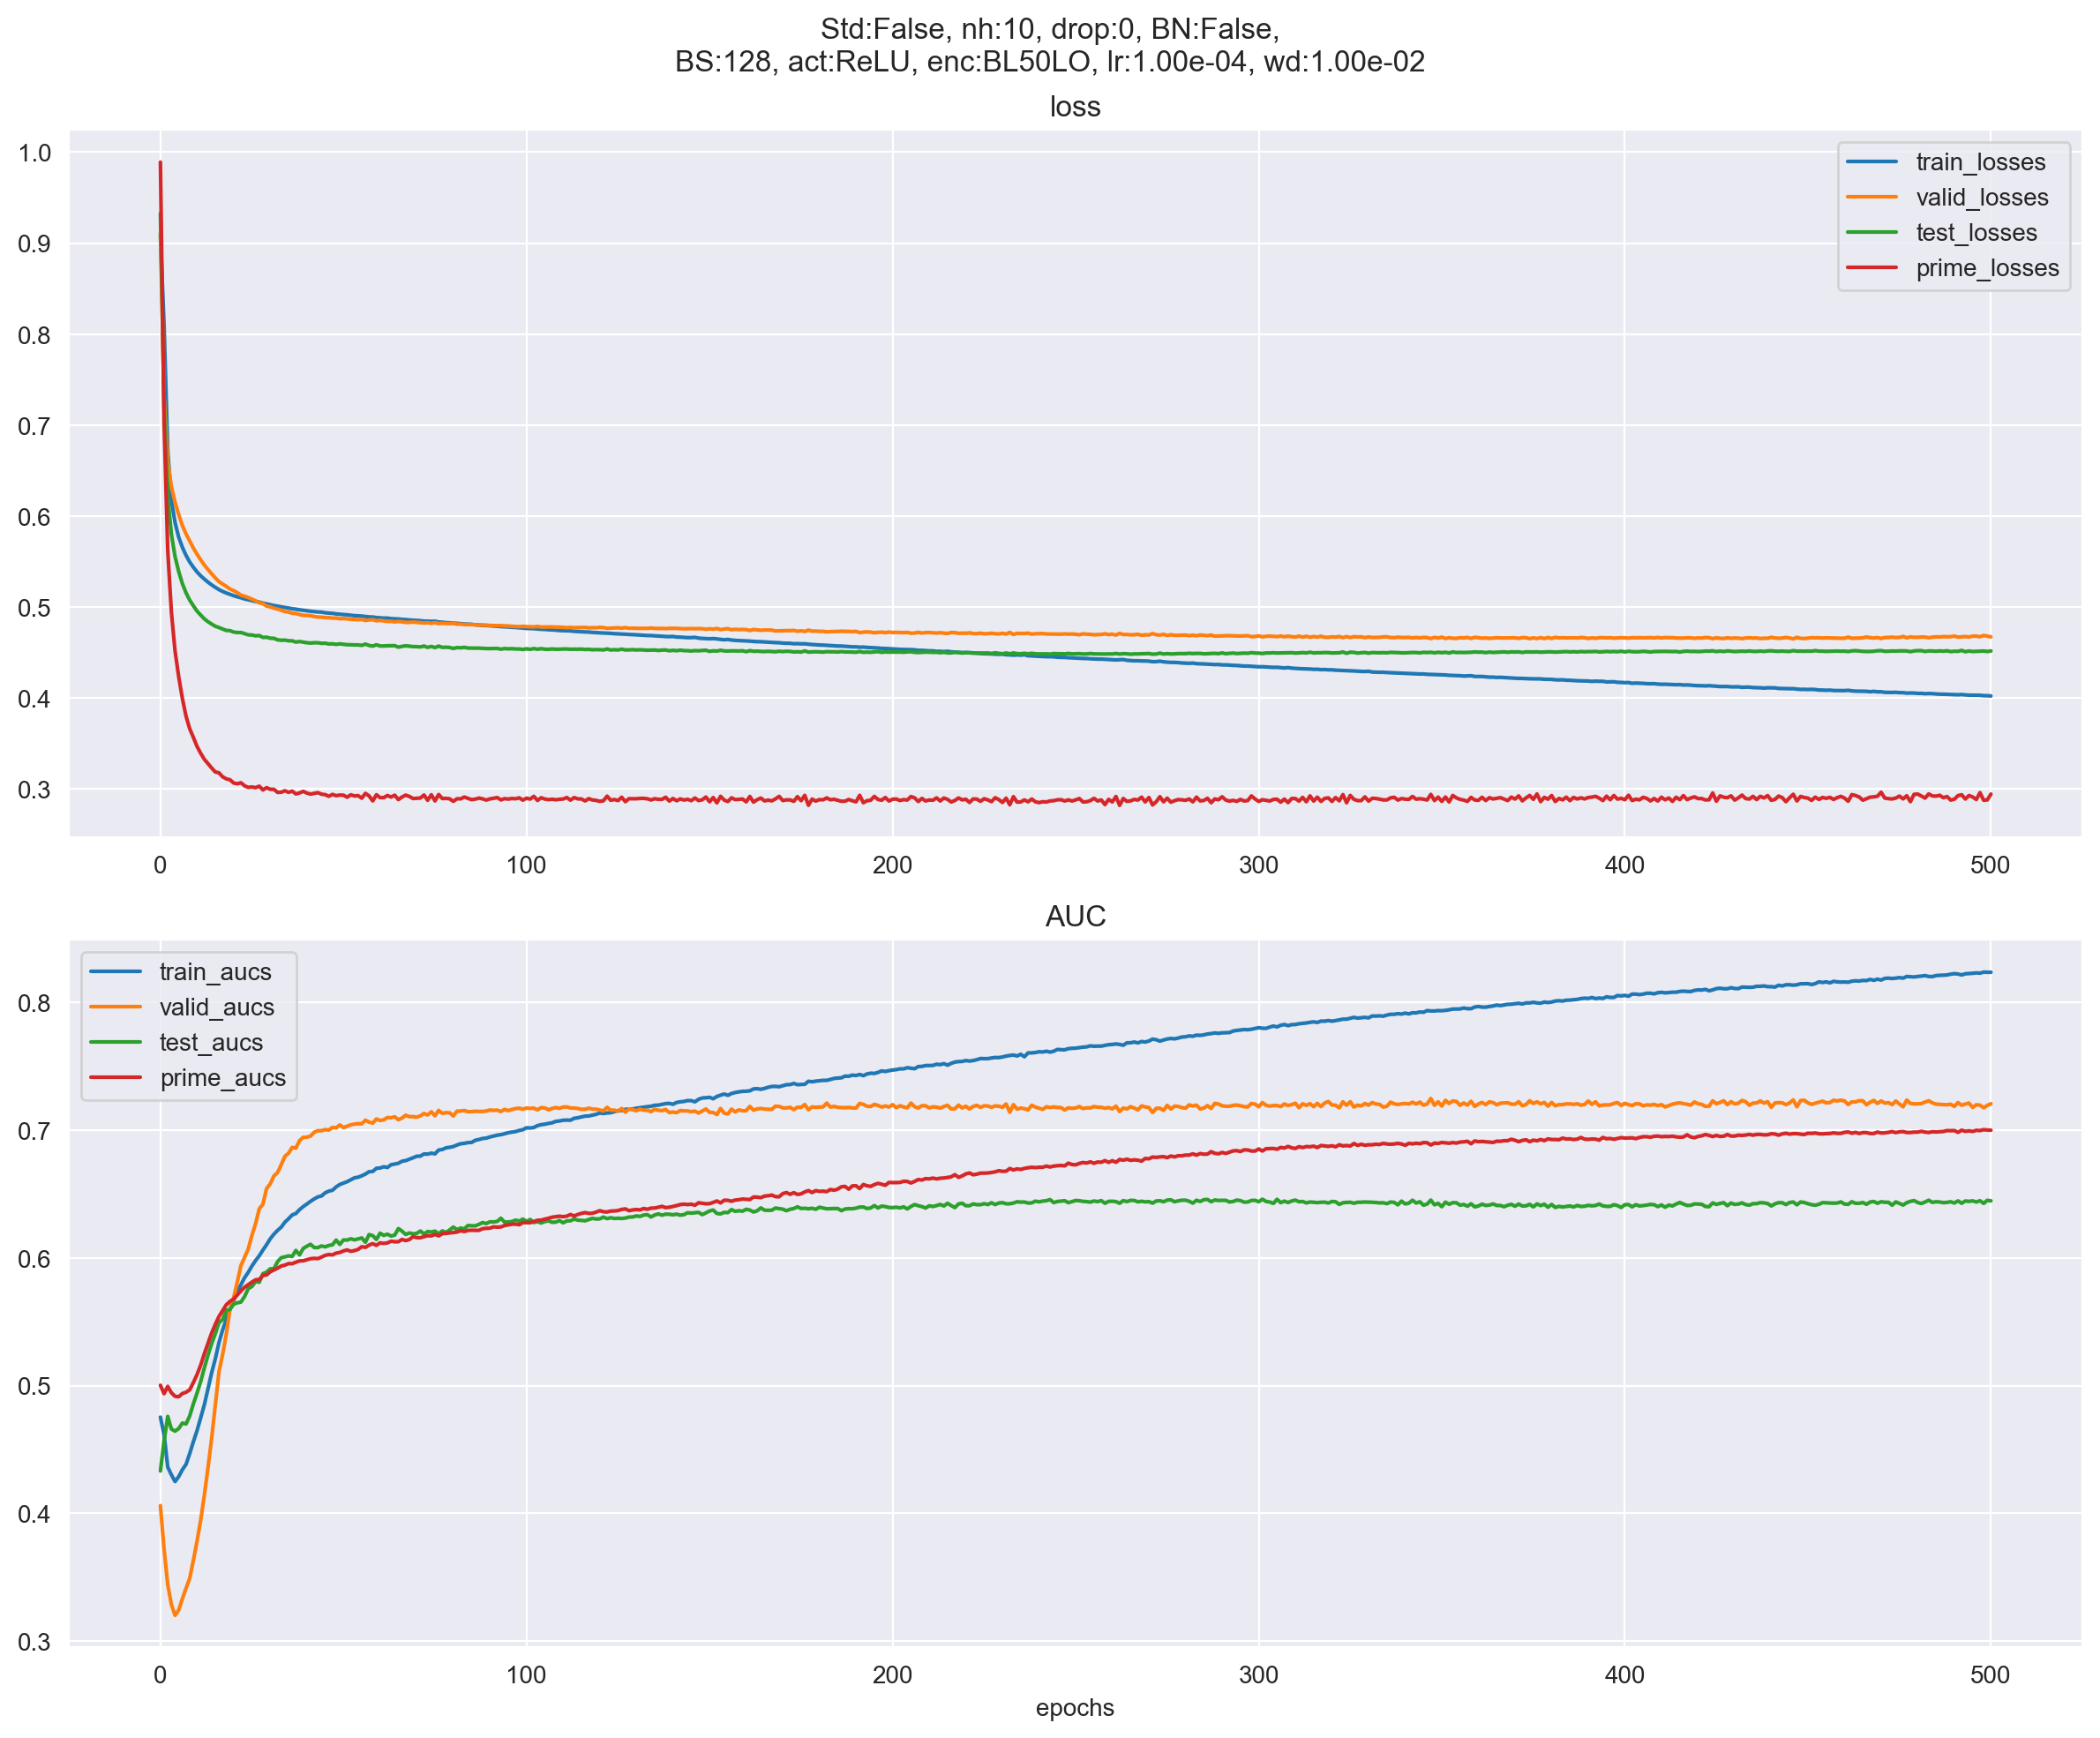 Std:False, nh:10, drop:0, BN:False,
BS:128, act:ReLU, enc:BL50LO, lr:1.00e-04, wd:1.00e-02
loss
1.0
0.9
0.8
0.7
0.6
0.5
0.4
0.3
train_losses
valid_losses
test_losses
prime_losses
0 100 200 300 400 500
AUC
train_aucs
valid_aucs
test_aucs
prime_aucs
0.8
0.7
0.6
0.5
0.4
0.3
0 100 200 300 400 500
epochs